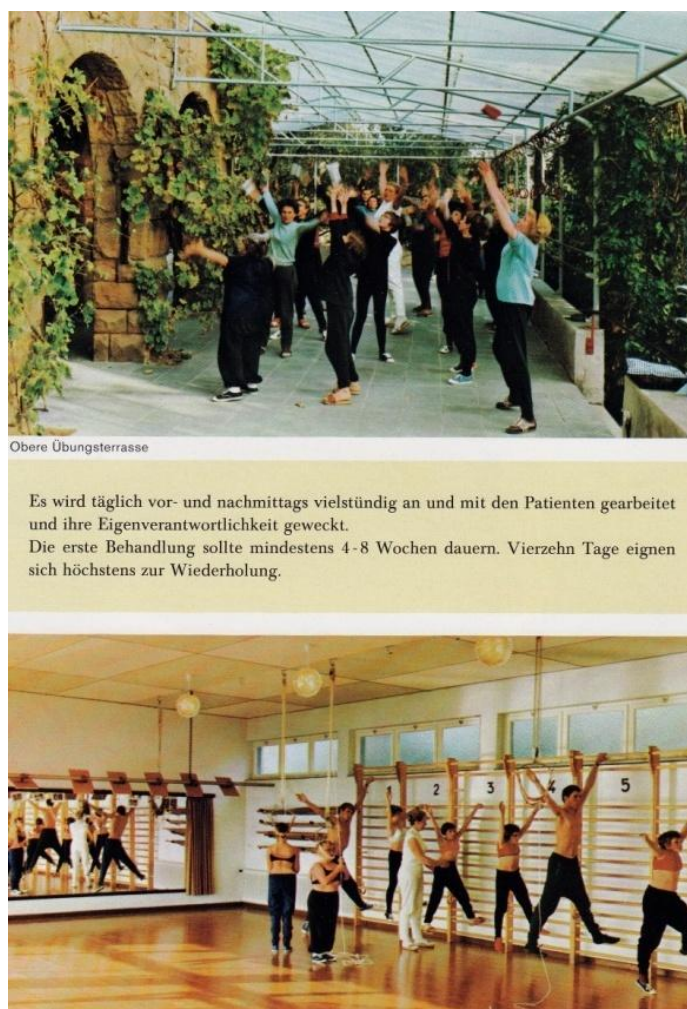 Obere Übungsterrasse
Es wird täglich vor- und nachmittags vielstündig an und mit den Patienten gearbeitet
und ihre Eigenverantwortlichkeit geweckt.
Die erste Behandlung sollte mindestens 4-8 Wochen dauern. Vierzehn Tage eignen
sich höchstens zur Wiederholung.
2 3 4 5